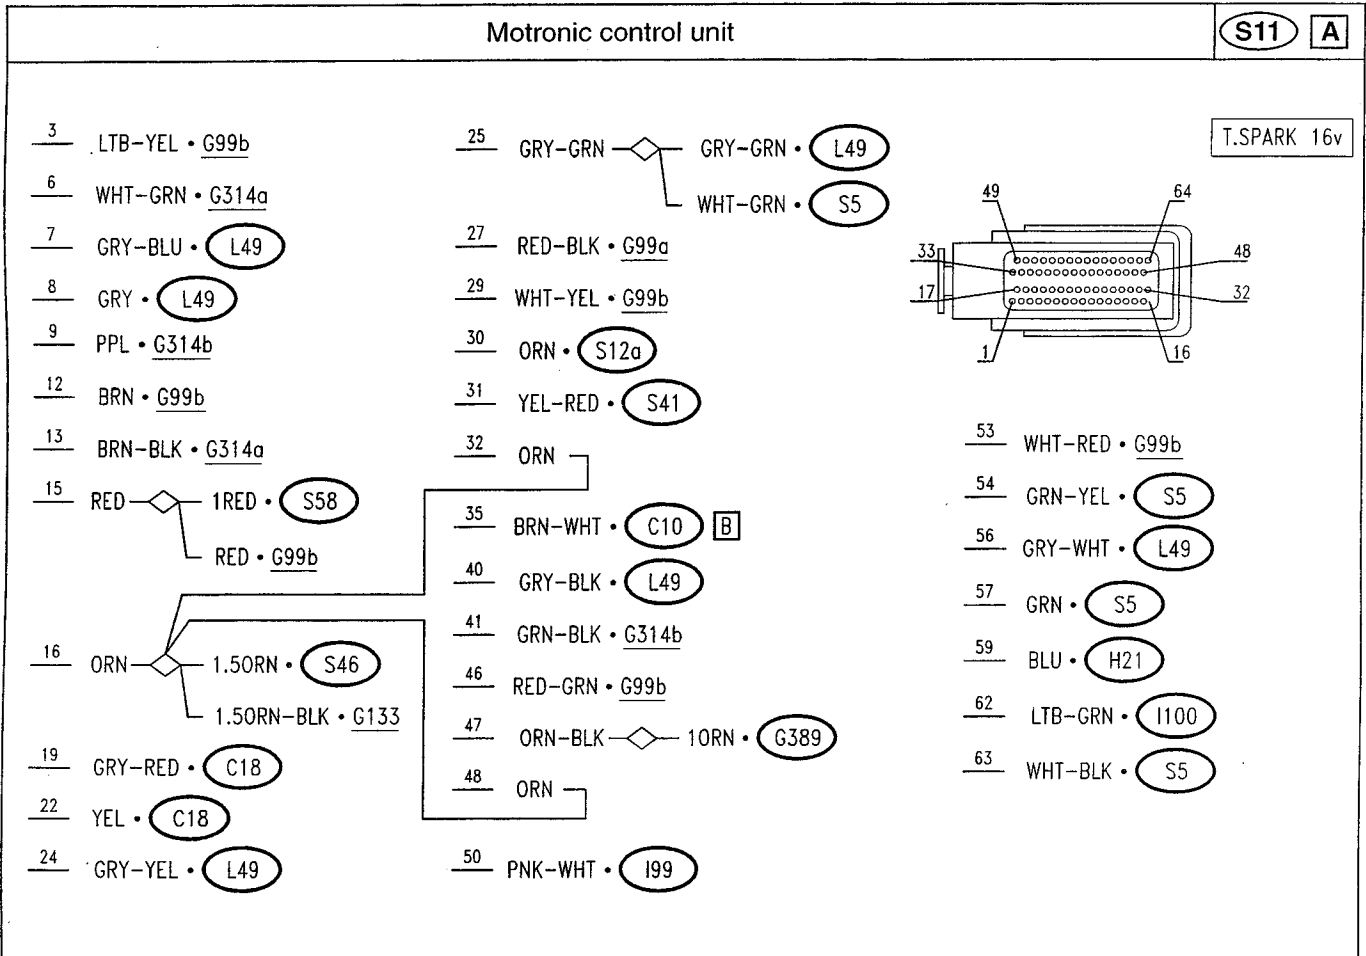 Motronic control unit
S11 A
T.SPARK 16v
3 LTB-YEL • G99b
6 WHT-GRN • G314a
7 GRY-BLU • L49
8 GRY • L49
9 PPL • G314b
12 BRN • G99b
13 BRN-BLK • G314a
15 RED 1RED • S58
RED • G99b
16 ORN 1.5ORN • S46
1.5ORN-BLK • G133
19 GRY-RED • C18
22 YEL • C18
24 GRY-YEL • L49
25 GRY-GRN GRY-GRN • L49
WHT-GRN • S5
27 RED-BLK • G99a
29 WHT-YEL • G99b
30 ORN • S12a
31 YEL-RED • S41
32 ORN
35 BRN-WHT • C10 B
40 GRY-BLK • L49
41 GRN-BLK • G314b
46 RED-GRN • G99b
47 ORN-BLK 1ORN • G389
48 ORN
50 PNK-WHT • I99
49 64
33 48
17 32
1 16
53 WHT-RED • G99b
54 GRN-YEL • S5
56 GRY-WHT • L49
57 GRN • S5
59 BLU • H21
62 LTB-GRN • I100
63 WHT-BLK • S5